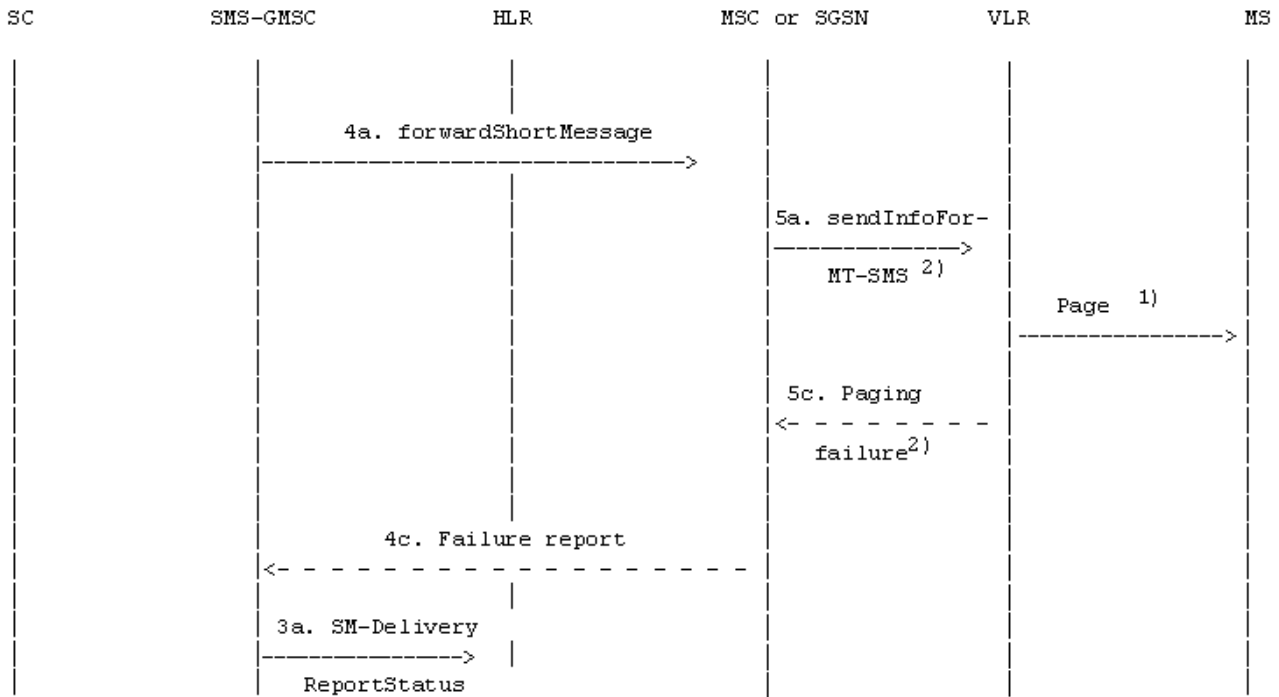 SC SMS-GMSC HLR MSC or SGSN VLR MS
4a. forwardShortMessage
5a. sendInfoFor-
MT-SMS 2)
Page 1)
5c. Paging
failure2)
4c. Failure report
3a. SM-Delivery
ReportStatus